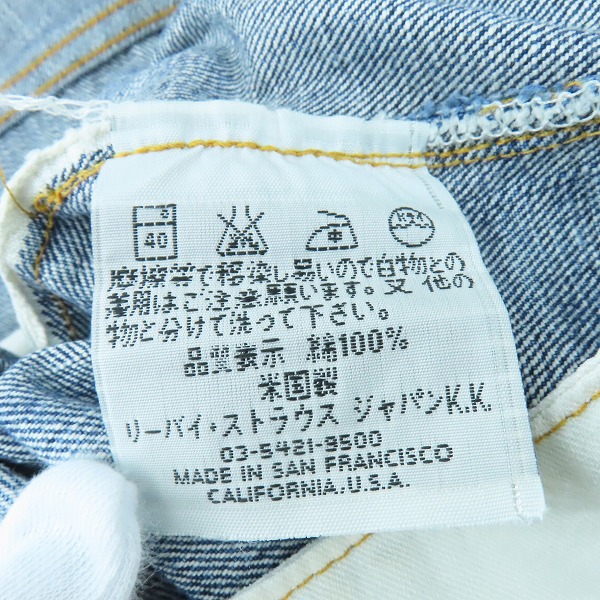 40
摩擦等で移染し易いので白物との
着用はご注意願います。又 他の
物と分けて洗って下さい。
品質表示 綿100%
米国製
リーバイ・ストラウス ジャパンK.K.
03-5421-9500
MADE IN SAN FRANCISCO
CALIFORNIA, U.S.A.